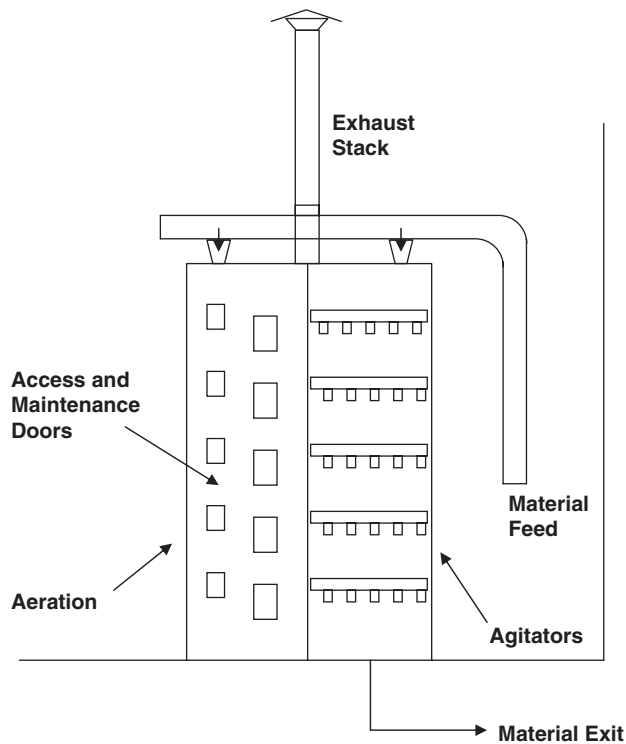 Exhaust
Stack
Access and
Maintenance
Doors
Material
Feed
Aeration
Agitators
Material Exit